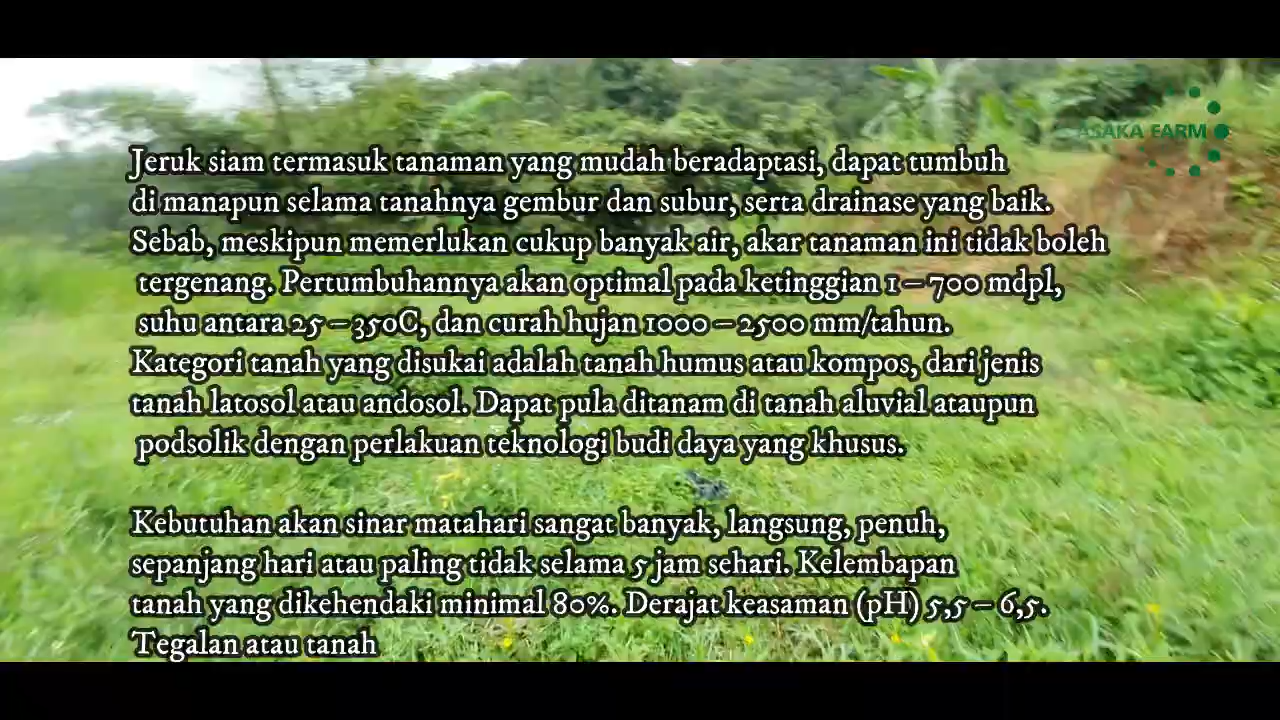 ASAKA FARM
Jeruk siam termasuk tanaman yang mudah beradaptasi, dapat tumbuh
di manapun selama tanahnya gembur dan subur, serta drainase yang baik.
Sebab, meskipun memerlukan cukup banyak air, akar tanaman ini tidak boleh
tergenang. Pertumbuhannya akan optimal pada ketinggian 1 – 700 mdpl,
suhu antara 25 – 350C, dan curah hujan 1000 – 2500 mm/tahun.
Kategori tanah yang disukai adalah tanah humus atau kompos, dari jenis
tanah latosol atau andosol. Dapat pula ditanam di tanah aluvial ataupun
podsolik dengan perlakuan teknologi budi daya yang khusus.
Kebutuhan akan sinar matahari sangat banyak, langsung, penuh,
sepanjang hari atau paling tidak selama 5 jam sehari. Kelembapan
tanah yang dikehendaki minimal 80%. Derajat keasaman (pH) 5,5 – 6,5.
Tegalan atau tanah